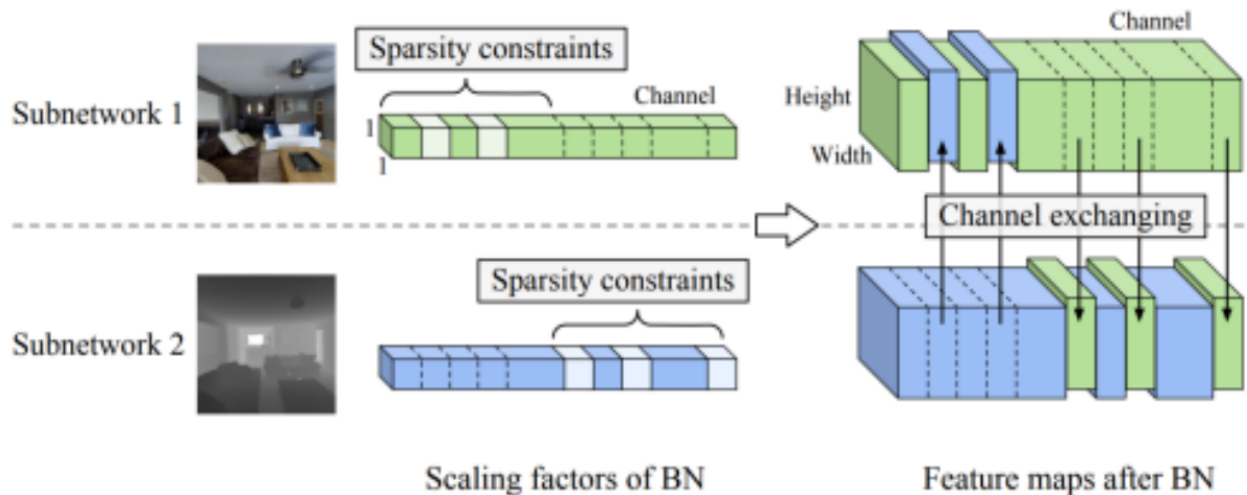 Channel
Sparsity constraints
Subnetwork 1
Channel
Height
1
1
Width
Channel exchanging
Sparsity constraints
Subnetwork 2
Scaling factors of BN
Feature maps after BN